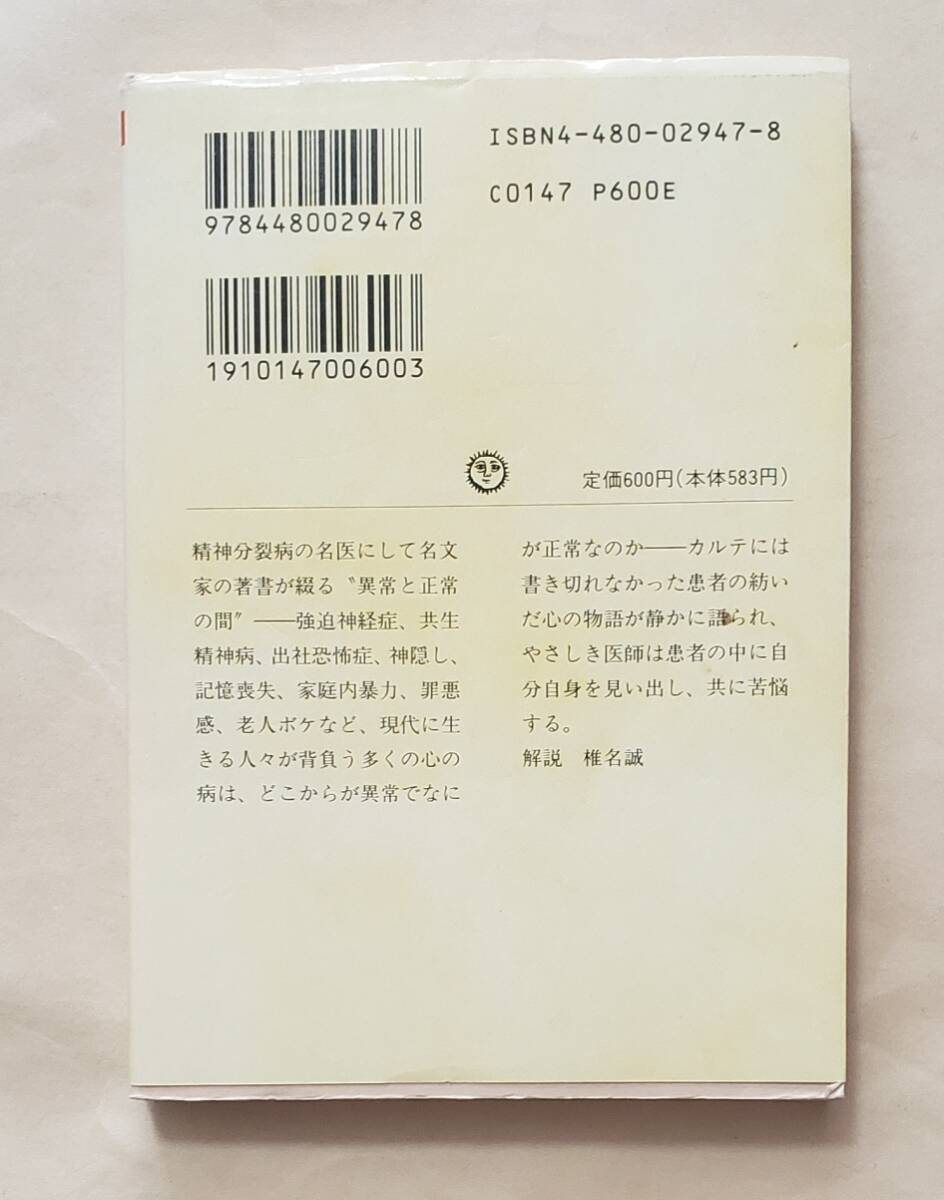 ISBN4-480-02947-8
C0147 P600E
9784480029478
1910147006003
定価600円(本体583円)
精神分裂病の名医にして名文
家の著書が綴る〝異常と正常
の間〟――強迫神経症、共生
精神病、出社恐怖症、神隠し、
記憶喪失、家庭内暴力、罪悪
感、老人ボケなど、現代に生
きる人々が背負う多くの心の
病は、どこからが異常でなに
が正常なのか――カルテには
書き切れなかった患者の紡い
だ心の物語が静かに語られ、
やさしき医師は患者の中に自
分自身を見い出し、共に苦悩
する。
解説 椎名誠